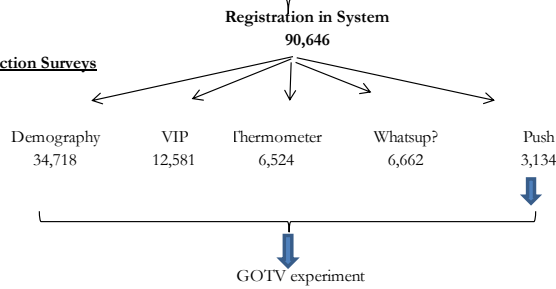 Registration in System
90,646
ction Surveys
Demography VIP Thermometer Whatsup? Push
34,718 12,581 6,524 6,662 3,134
GOTV experiment